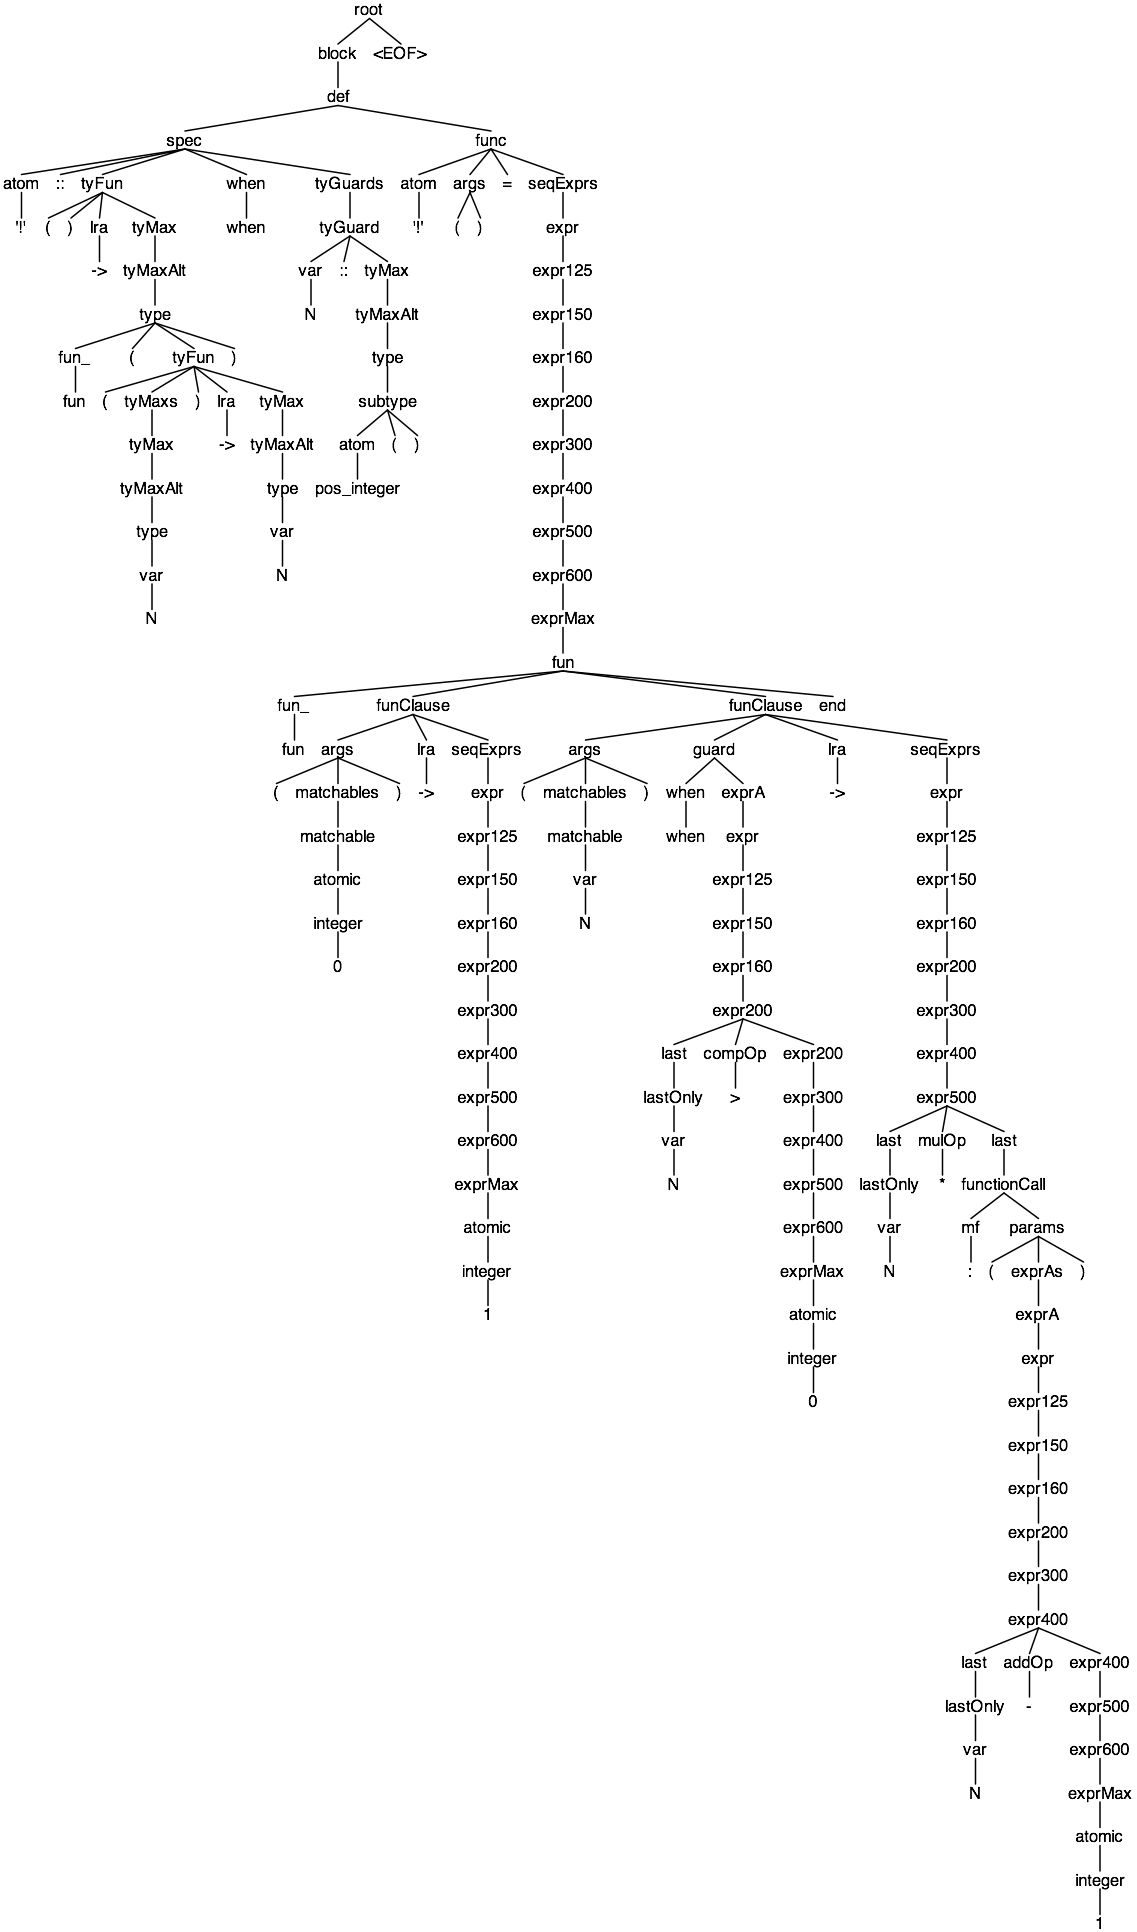 root
block <EOF>
def
spec func
atom :: tyFun when tyGuards atom args = seqExprs
'!' ( ) lra tyMax when tyGuard '!' ( ) expr
-> tyMaxAlt var :: tyMax expr125
type N tyMaxAlt expr150
fun_ ( tyFun ) type expr160
fun ( tyMaxs ) lra tyMax subtype expr200
tyMax -> tyMaxAlt atom ( ) expr300
tyMaxAlt type pos_integer expr400
type var expr500
var N expr600
N exprMax
fun
fun_ funClause funClause end
fun args lra seqExprs args guard lra seqExprs
( matchables ) -> expr ( matchables ) when exprA -> expr
matchable expr125 matchable when expr expr125
atomic expr150 var expr125 expr150
integer expr160 N expr150 expr160
0 expr200 expr160 expr200
expr300 expr200 expr300
expr400 last compOp expr200 expr400
expr500 lastOnly > expr300 expr500
expr600 var expr400 last mulOp last
exprMax N expr500 lastOnly * functionCall
atomic expr600 var mf params
integer exprMax N : ( exprAs )
1 atomic exprA
integer expr
0 expr125
expr150
expr160
expr200
expr300
expr400
last addOp expr400
lastOnly - expr500
var expr600
N exprMax
atomic
integer
1